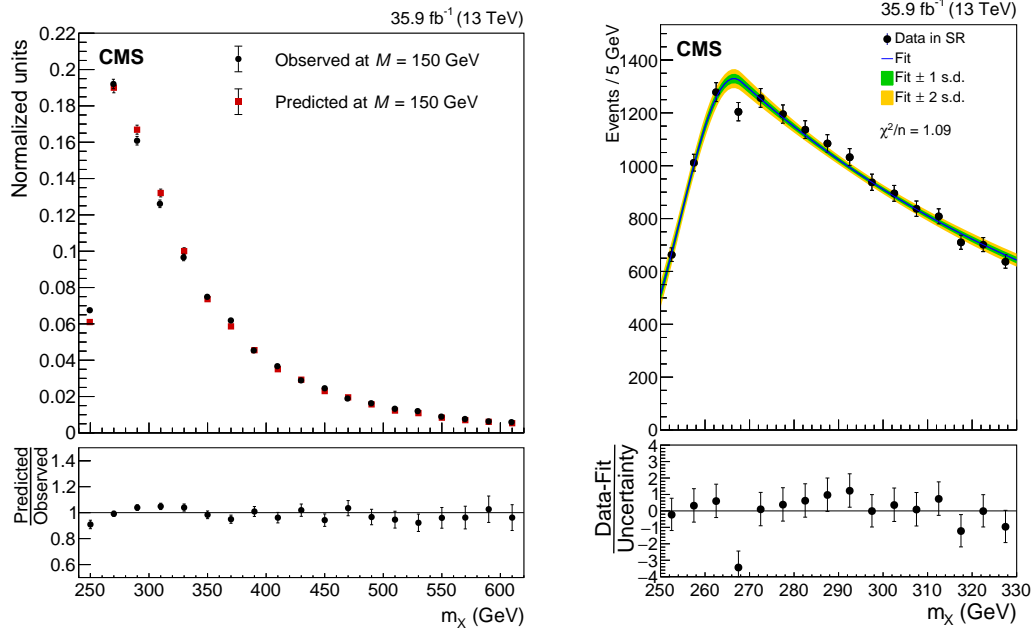 35.9 fb⁻¹ (13 TeV)
Normalized units
0.22
0.2
0.18
0.16
0.14
0.12
0.1
0.08
0.06
0.04
0.02
0
CMS
Observed at M = 150 GeV
Predicted at M = 150 GeV
Predicted
Observed
1.4
1.2
1
0.8
0.6
250 300 350 400 450 500 550 600
m_X (GeV)
35.9 fb⁻¹ (13 TeV)
Events / 5 GeV
1400
1200
1000
800
600
400
200
0
CMS
Data in SR
Fit
Fit ± 1 s.d.
Fit ± 2 s.d.
χ²/n = 1.09
Data-Fit
Uncertainty
4
3
2
1
0
−1
−2
−3
−4
250 260 270 280 290 300 310 320 330
m_X (GeV)